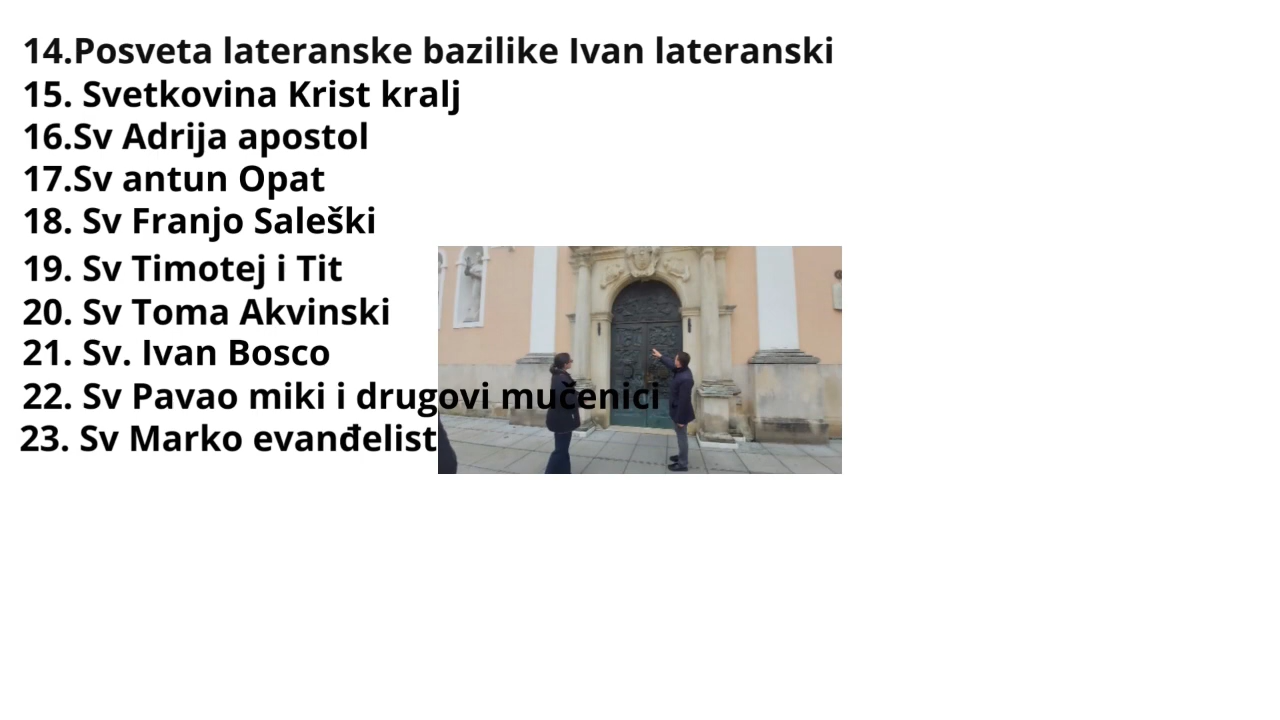 14.Posveta lateranske bazilike Ivan lateranski
15. Svetkovina Krist kralj
16.Sv Adrija apostol
17.Sv antun Opat
18. Sv Franjo Saleški
19. Sv Timotej i Tit
20. Sv Toma Akvinski
21. Sv. Ivan Bosco
22. Sv Pavao miki i drugovi mučenici
23. Sv Marko evanđelist